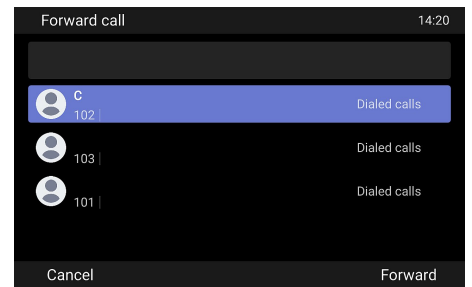 Forward call 14:20
C
102 | Dialed calls
103 | Dialed calls
101 | Dialed calls
Cancel Forward